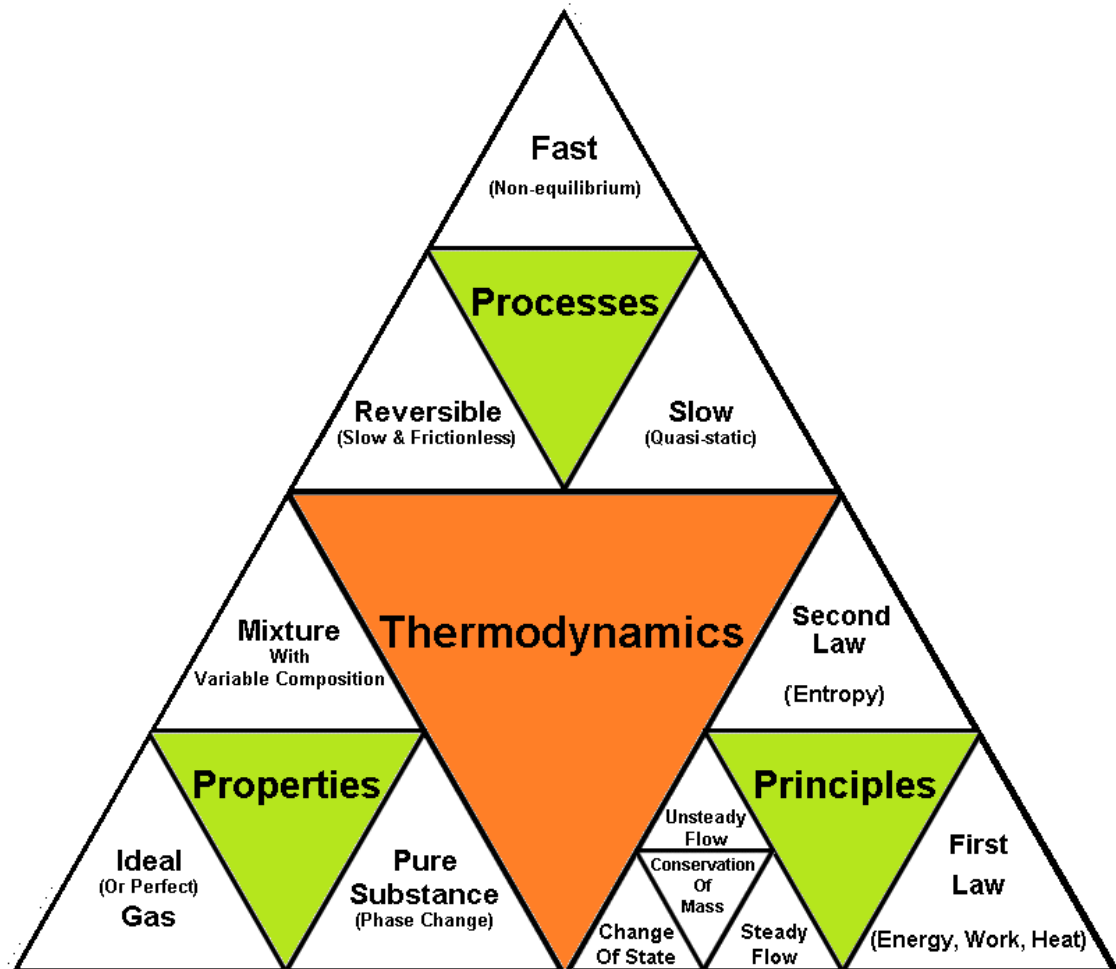 Fast
(Non-equilibrium)
Processes
Reversible
(Slow & Frictionless)
Slow
(Quasi-static)
Thermodynamics
Mixture
With
Variable Composition
Second
Law
(Entropy)
Properties
Ideal
(Or Perfect)
Gas
Pure
Substance
(Phase Change)
Principles
Unsteady
Flow
Conservation
Of
Mass
Change
Of State
Steady
Flow
First
Law
(Energy, Work, Heat)